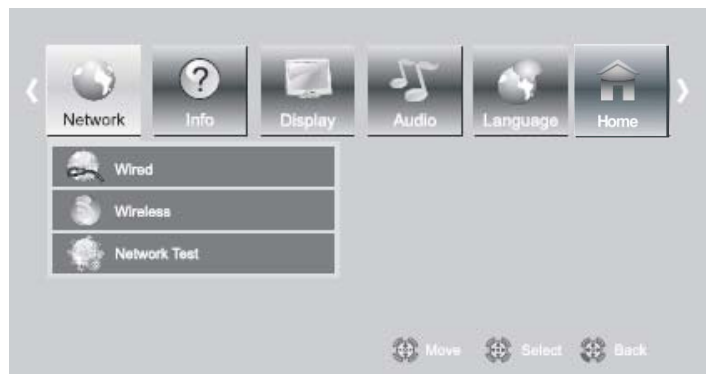 Network Info Display Audio Language Home
Wired
Wireless
Network Test
Move Select Back